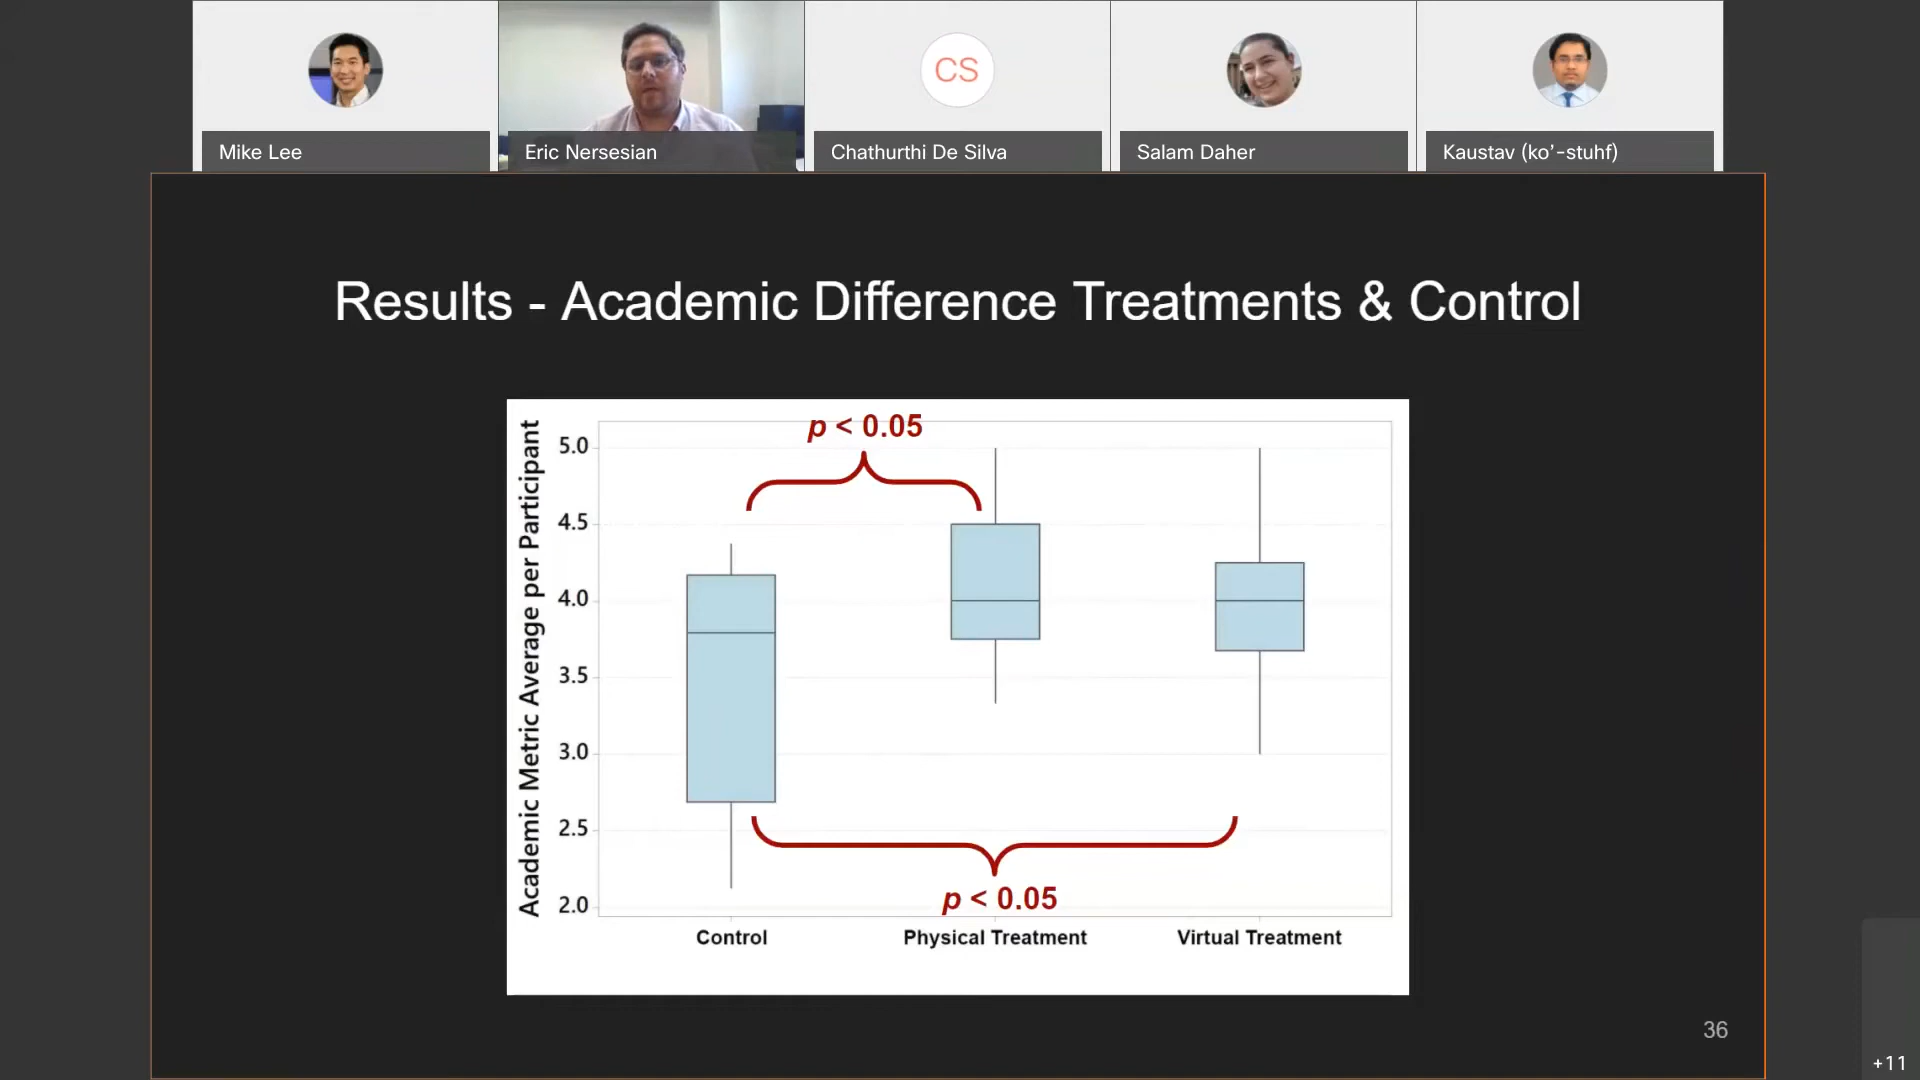 Mike Lee
Eric Nersesian
CS
Chathurthi De Silva
Salam Daher
Kaustav (ko’-stuhf)
Results - Academic Difference Treatments & Control
Academic Metric Average per Participant
5.0
4.5
4.0
3.5
3.0
2.5
2.0
p < 0.05
p < 0.05
Control
Physical Treatment
Virtual Treatment
36
+11